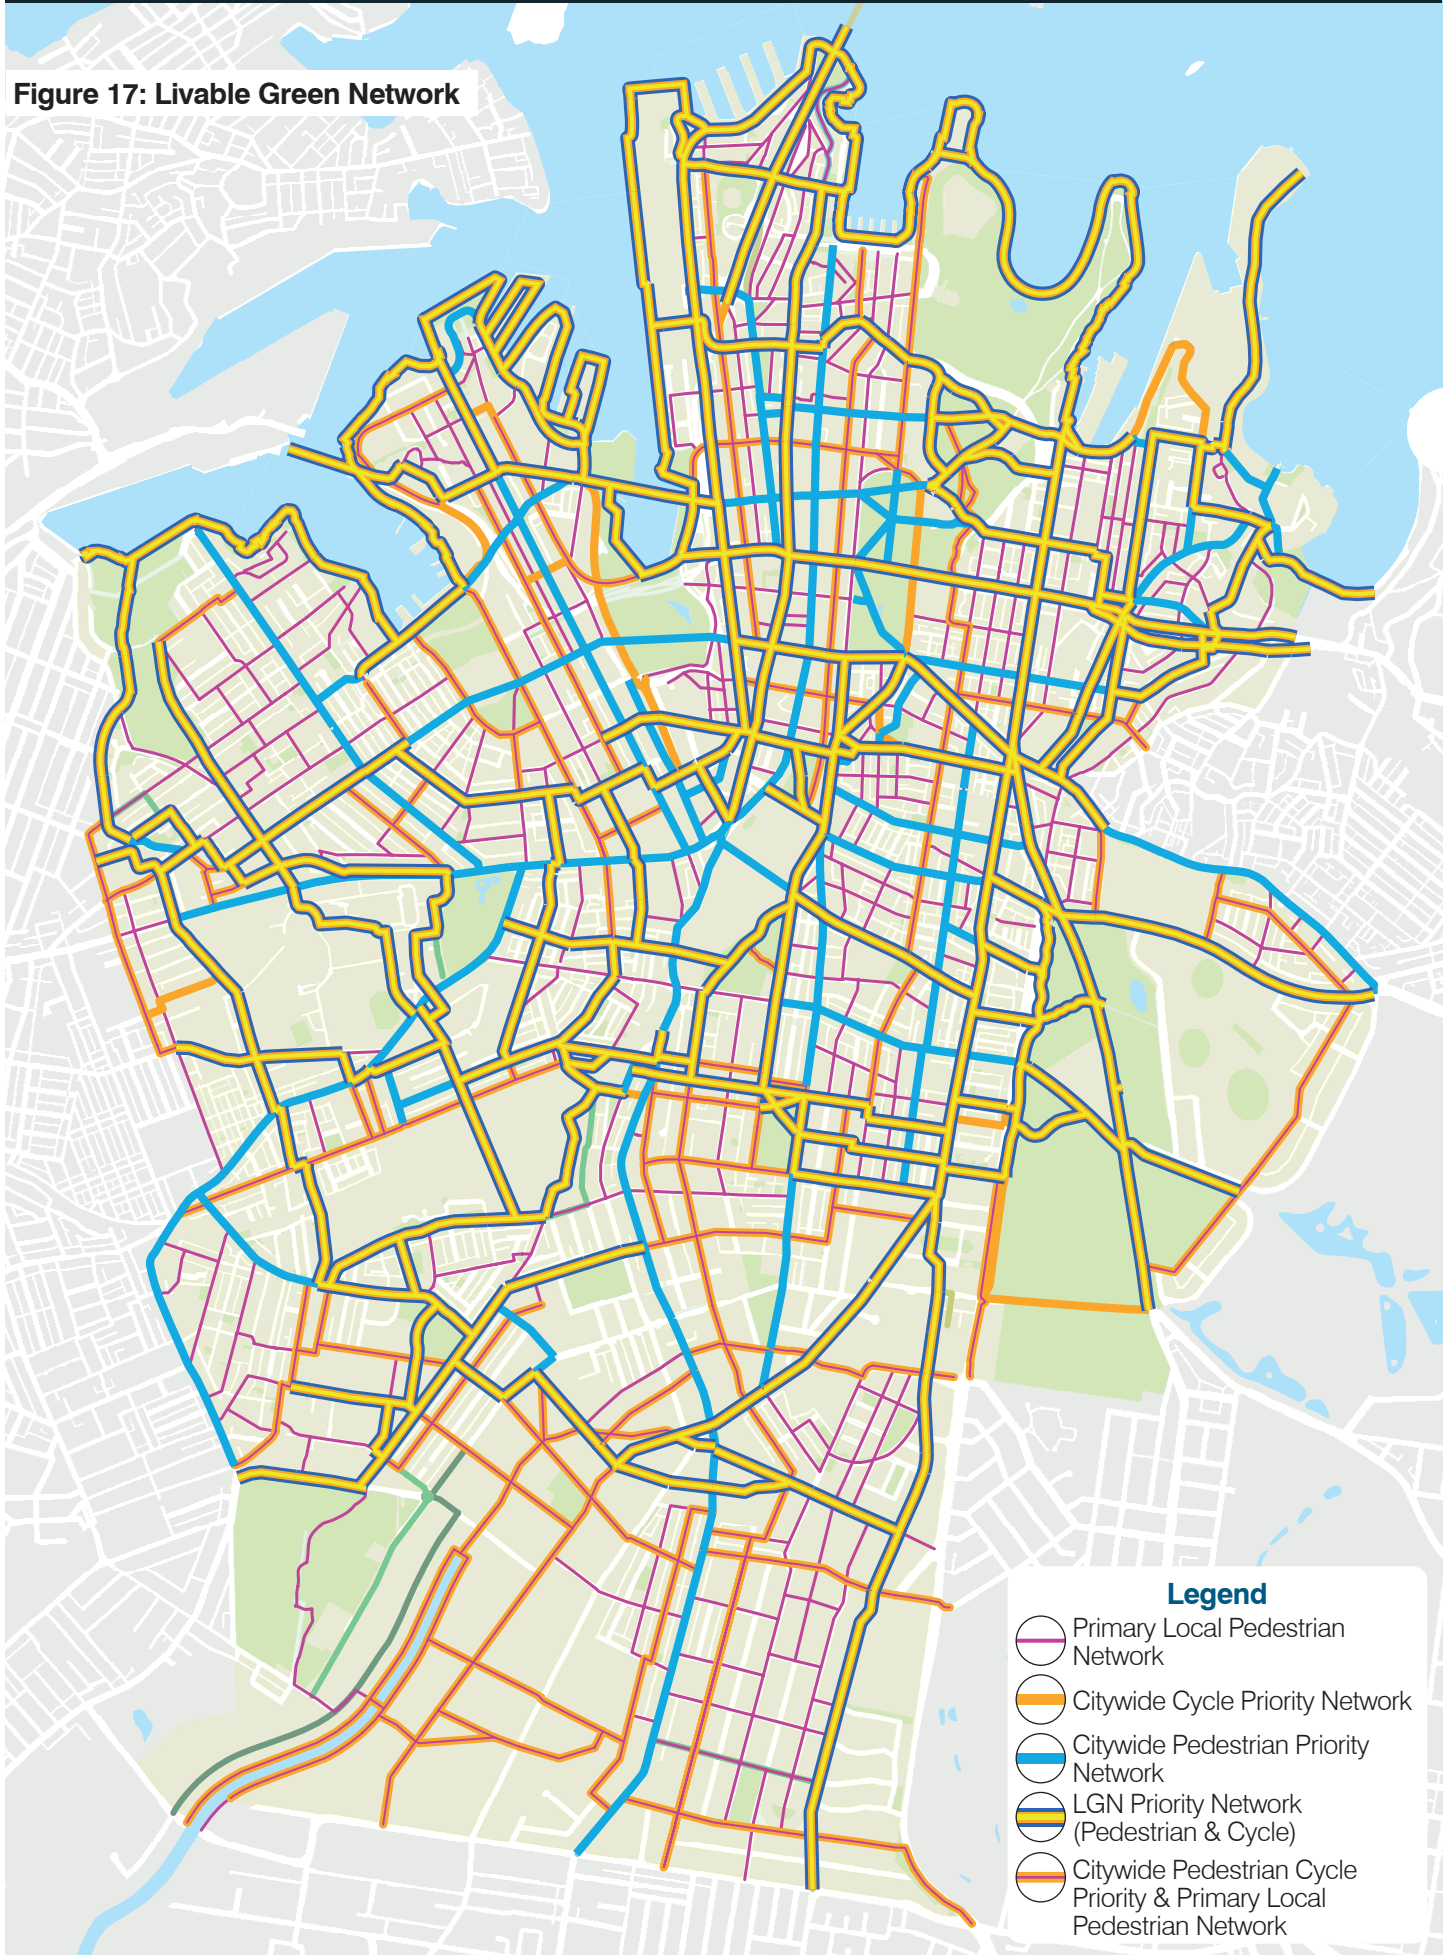 Figure 17: Livable Green Network
Legend
Primary Local Pedestrian
Network
Citywide Cycle Priority Network
Citywide Pedestrian Priority
Network
LGN Priority Network
(Pedestrian & Cycle)
Citywide Pedestrian Cycle
Priority & Primary Local
Pedestrian Network